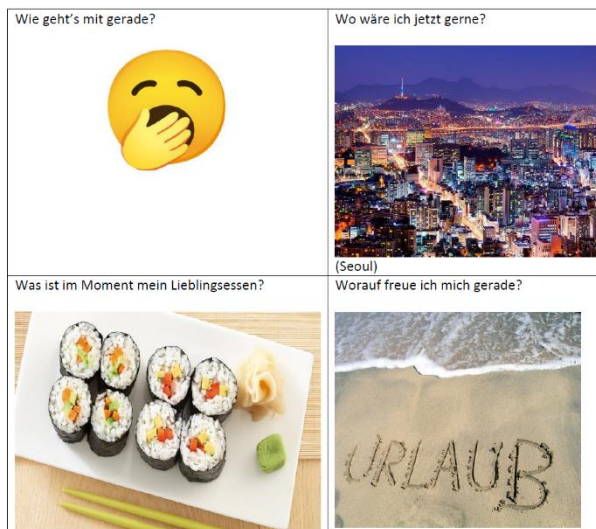 Wie geht's mit gerade?
Wo wäre ich jetzt gerne?
(Seoul)
Was ist im Moment mein Lieblingsessen?
Worauf freue ich mich gerade?
URLAUB